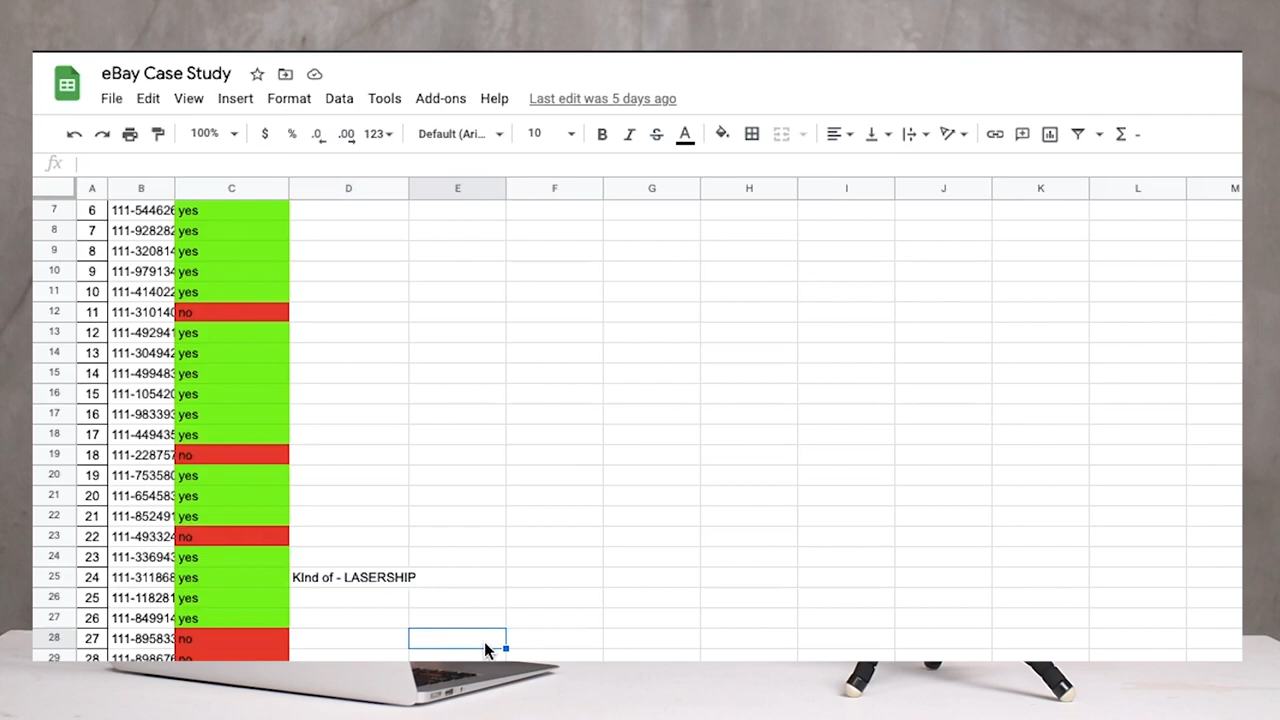 eBay Case Study
File Edit View Insert Format Data Tools Add-ons Help Last edit was 5 days ago
100% $ % .0 .00 123 Default (Ari... 10 B I S A Σ
fx
A B C D E F G H I J K L M
7 6 111-544626 yes
8 7 111-928282 yes
9 8 111-320814 yes
10 9 111-979134 yes
11 10 111-414022 yes
12 11 111-310140 no
13 12 111-492941 yes
14 13 111-304942 yes
15 14 111-499483 yes
16 15 111-105420 yes
17 16 111-983393 yes
18 17 111-449435 yes
19 18 111-228757 no
20 19 111-753580 yes
21 20 111-654583 yes
22 21 111-852491 yes
23 22 111-493324 no
24 23 111-336943 yes
25 24 111-311868 yes KInd of - LASERSHIP
26 25 111-118281 yes
27 26 111-849914 yes
28 27 111-895833 no
29 28 111-898676 no